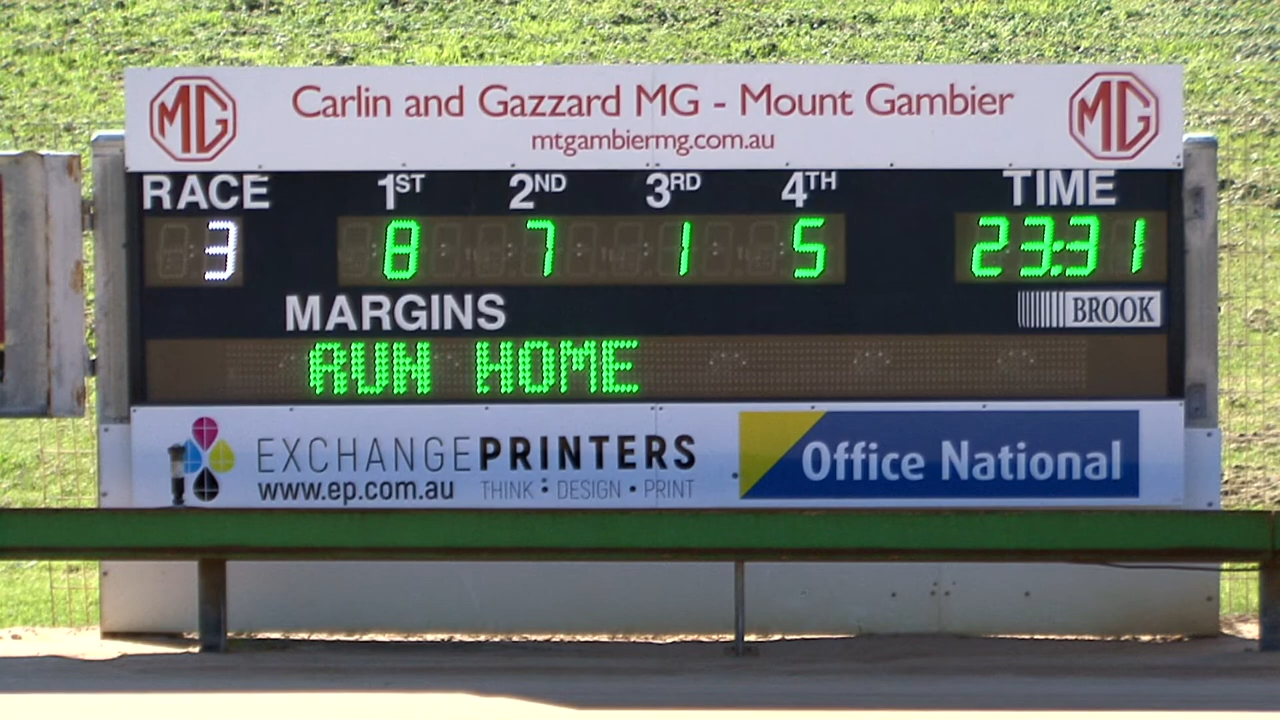 MG Carlin and Gazzard MG - Mount Gambier MG
mtgambiermg.com.au
RACE 1ST 2ND 3RD 4TH TIME
3 8 7 1 5 23:31
MARGINS BROOK
RUN HOME
EXCHANGEPRINTERS Office National
www.ep.com.au THINK : DESIGN • PRINT